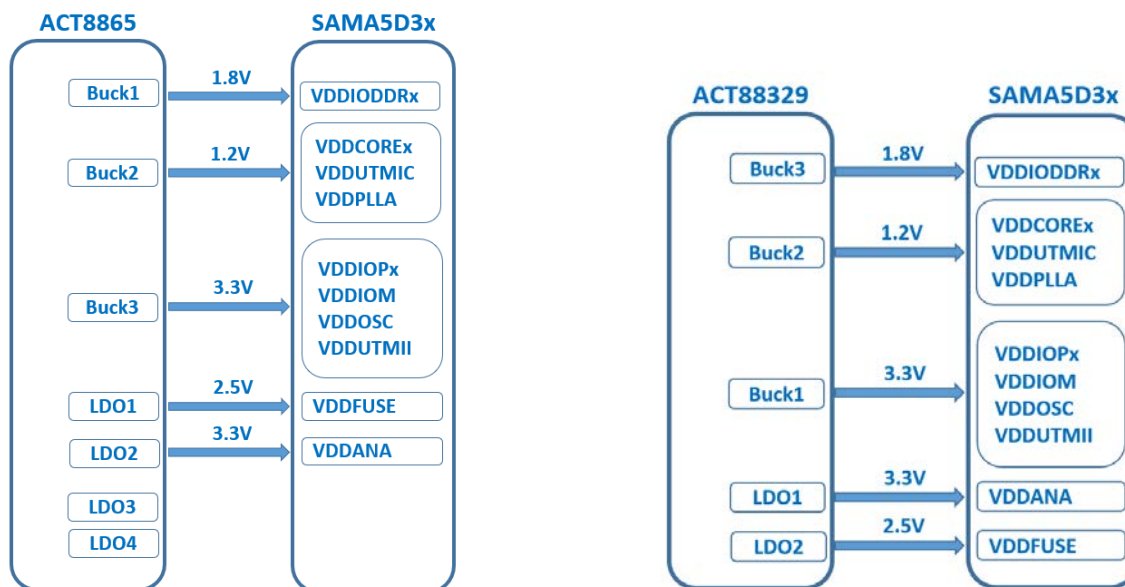 ACT8865
SAMA5D3x
Buck1
1.8V
VDDIODDRx
Buck2
1.2V
VDDCOREx
VDDUTMIC
VDDPLLA
Buck3
3.3V
VDDIOPx
VDDIOM
VDDOSC
VDDUTMII
LDO1
2.5V
VDDFUSE
LDO2
3.3V
VDDANA
LDO3
LDO4
ACT88329
SAMA5D3x
Buck3
1.8V
VDDIODDRx
Buck2
1.2V
VDDCOREx
VDDUTMIC
VDDPLLA
Buck1
3.3V
VDDIOPx
VDDIOM
VDDOSC
VDDUTMII
LDO1
3.3V
VDDANA
LDO2
2.5V
VDDFUSE